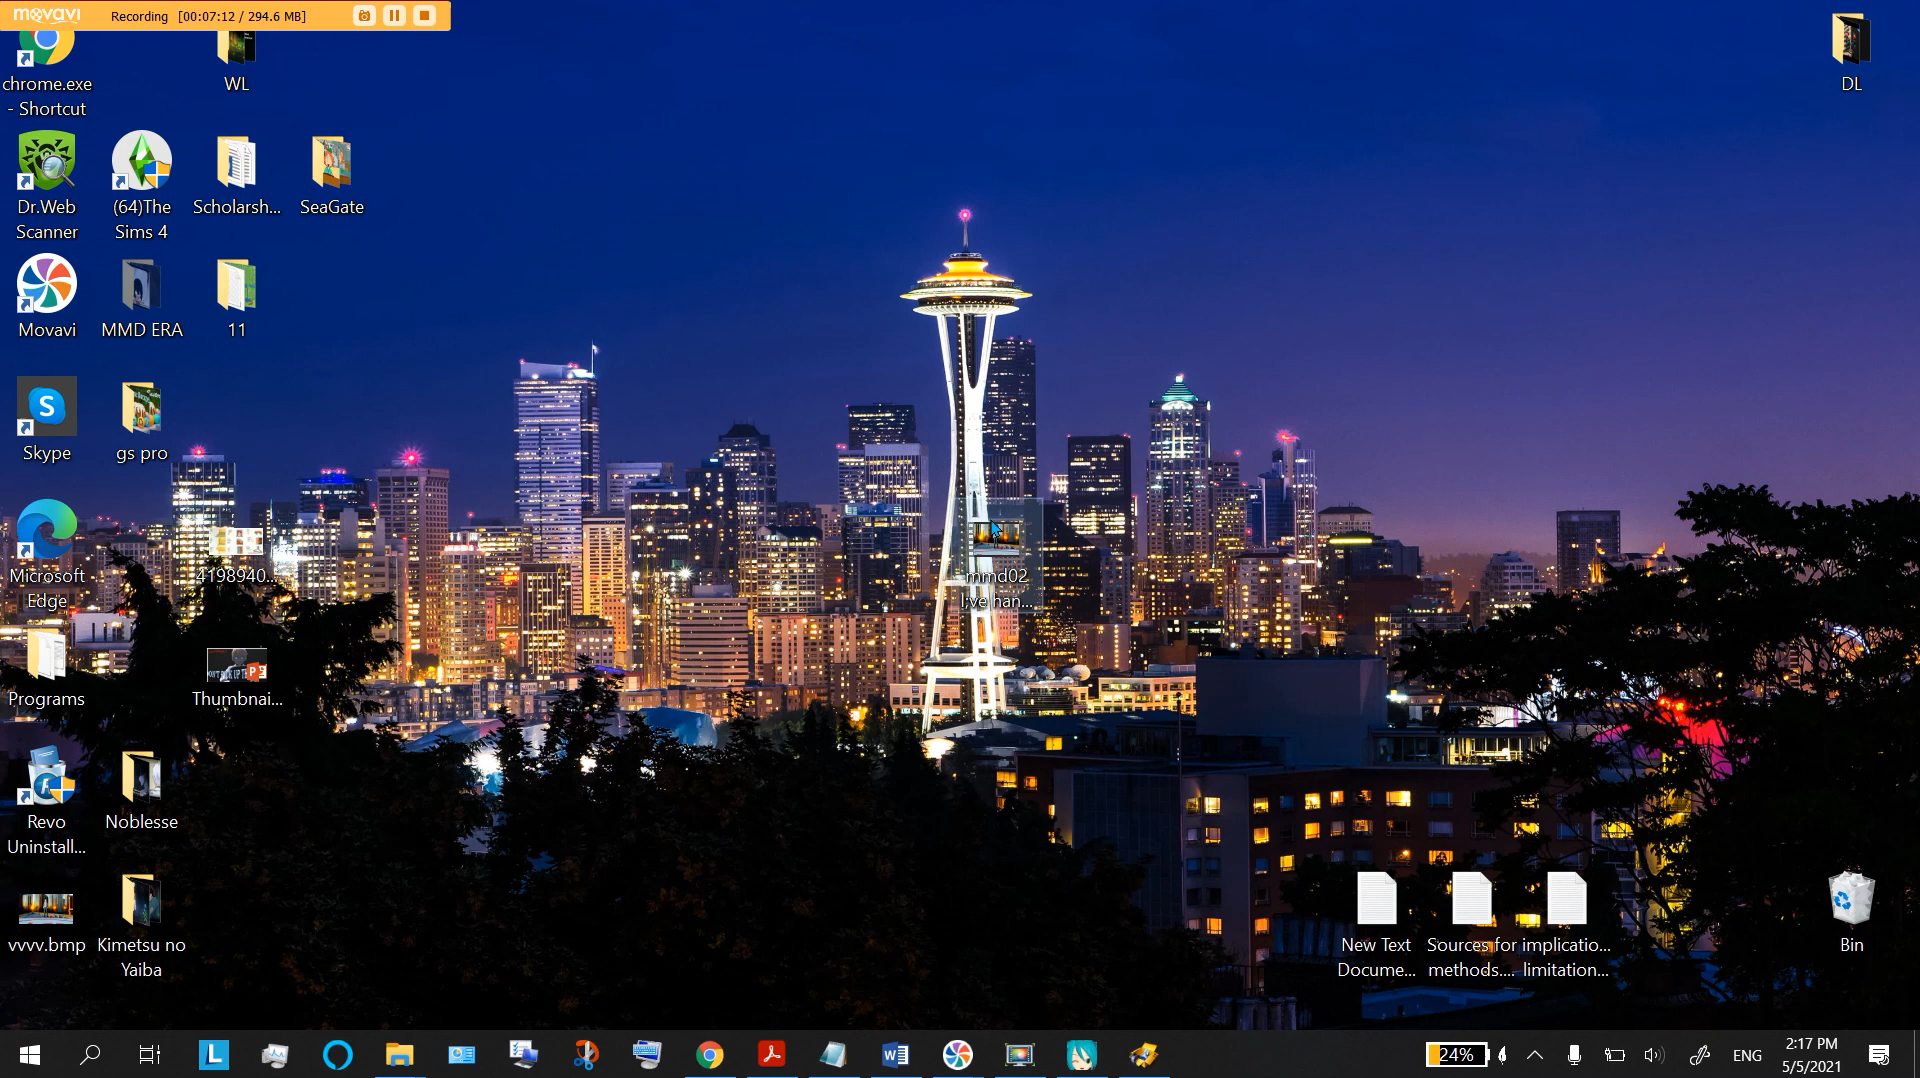 movavi Recording [00:07:12 / 294.6 MB]
chrome.exe
- Shortcut
WL
DL
Dr.Web
Scanner
(64)The
Sims 4
Scholarsh...
SeaGate
Movavi
MMD ERA
11
Skype
gs pro
Microsoft
Edge
4198940...
mmd02
I,ve han...
Programs
Thumbnai...
Revo
Uninstall...
Noblesse
vvvv.bmp
Kimetsu no
Yaiba
New Text
Docume...
Sources for
methods....
implicatio...
limitation...
Bin
24%
ENG
2:17 PM
5/5/2021